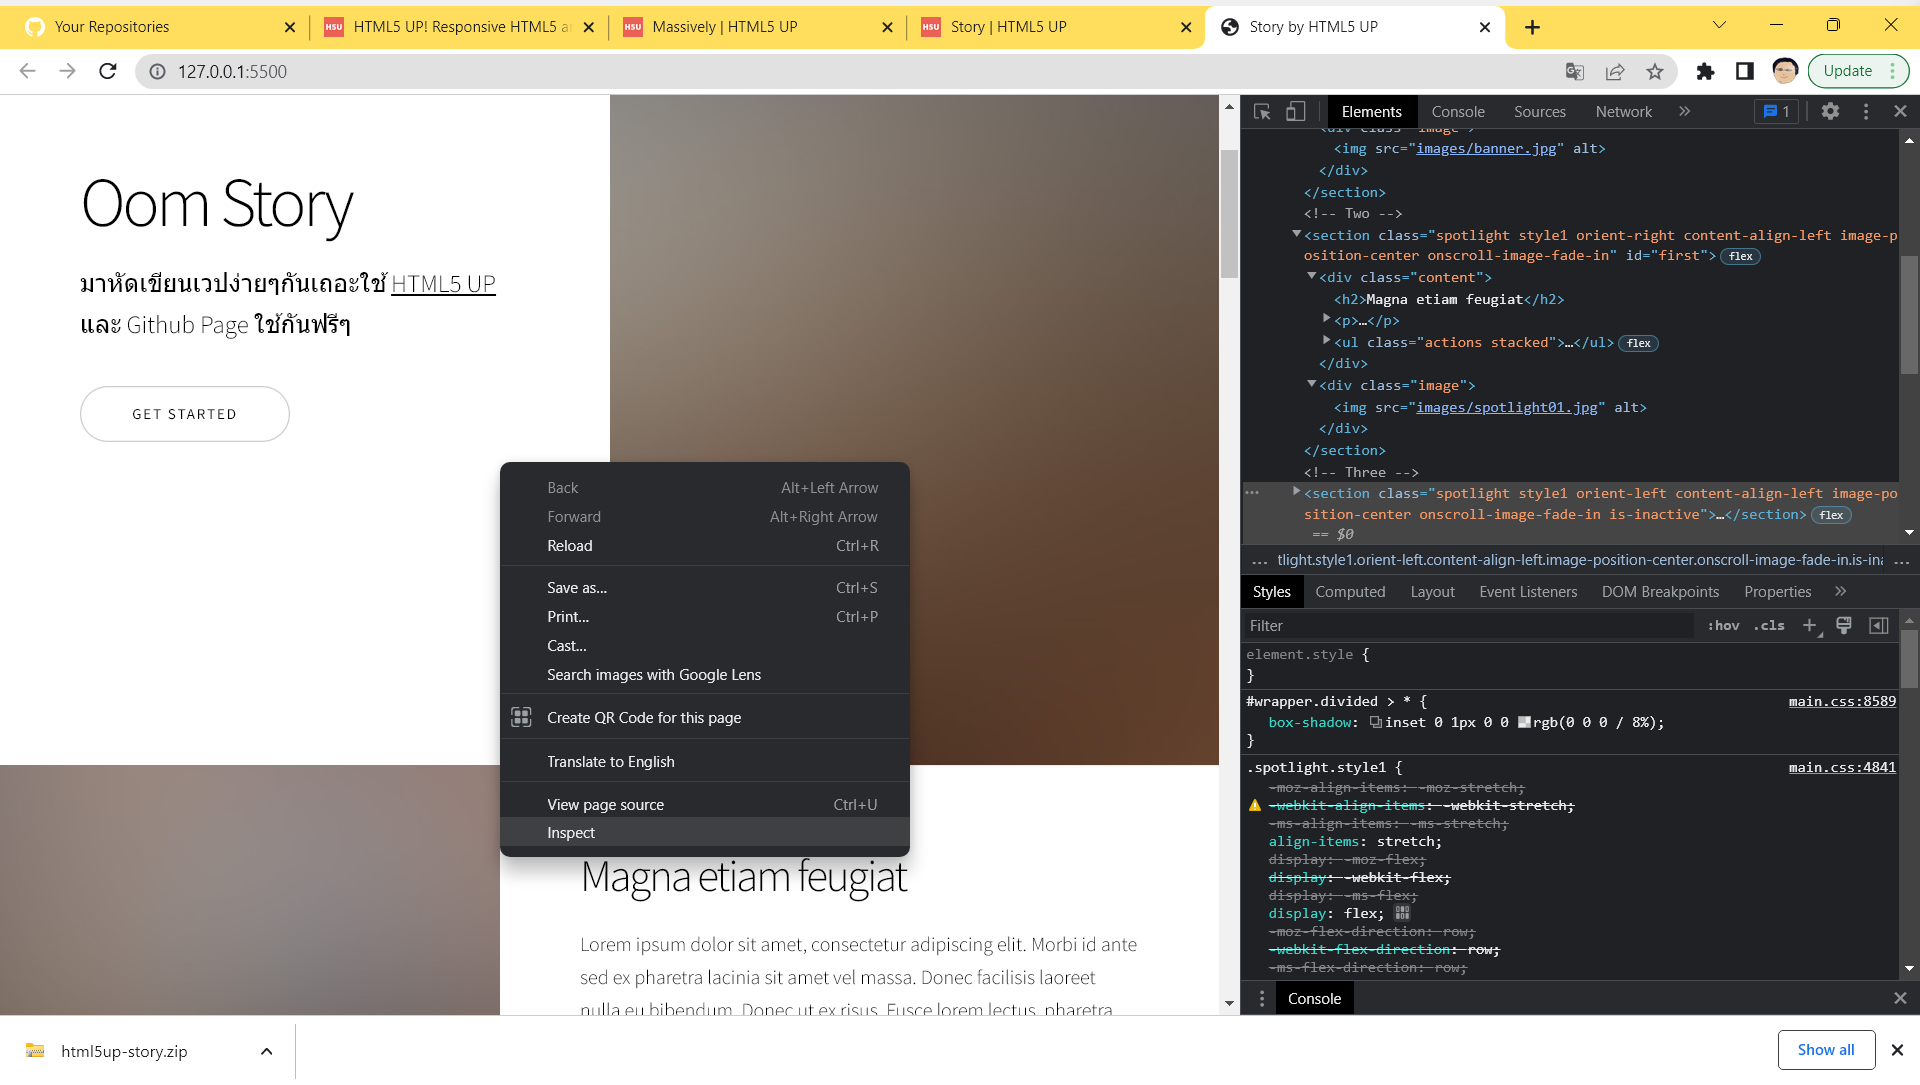 Your Repositories
HTML5 UP! Responsive HTML5 a
Massively | HTML5 UP
Story | HTML5 UP
Story by HTML5 UP
127.0.0.1:5500
Update
Oom Story
มาหัดเขียนเวปง่ายๆกันเถอะใช้ HTML5 UP
และ Github Page ใช้กันฟรีๆ
GET STARTED
Back Alt+Left Arrow
Forward Alt+Right Arrow
Reload Ctrl+R
Save as... Ctrl+S
Print... Ctrl+P
Cast...
Search images with Google Lens
Create QR Code for this page
Translate to English
View page source Ctrl+U
Inspect
Magna etiam feugiat
Lorem ipsum dolor sit amet, consectetur adipiscing elit. Morbi id ante
sed ex pharetra lacinia sit amet vel massa. Donec facilisis laoreet
nulla eu bibendum. Donec ut ex risus. Fusce lorem lectus, pharetra
Elements Console Sources Network 1
<div class="image">
<img src="images/banner.jpg" alt>
</div>
</section>
<!-- Two -->
<section class="spotlight style1 orient-right content-align-left image-p
osition-center onscroll-image-fade-in" id="first"> flex
<div class="content">
<h2>Magna etiam feugiat</h2>
<p>…</p>
<ul class="actions stacked">…</ul> flex
</div>
<div class="image">
<img src="images/spotlight01.jpg" alt>
</div>
</section>
<!-- Three -->
<section class="spotlight style1 orient-left content-align-left image-po
sition-center onscroll-image-fade-in is-inactive">…</section> flex
== $0
... tlight.style1.orient-left.content-align-left.image-position-center.onscroll-image-fade-in.is-ina ...
Styles Computed Layout Event Listeners DOM Breakpoints Properties
Filter :hov .cls
element.style {
}
#wrapper.divided > * { main.css:8589
box-shadow: inset 0 1px 0 0 rgb(0 0 0 / 8%);
}
.spotlight.style1 { main.css:4841
-moz-align-items: -moz-stretch;
-webkit-align-items: -webkit-stretch;
-ms-align-items: -ms-stretch;
align-items: stretch;
display: -moz-flex;
display: -webkit-flex;
display: -ms-flex;
display: flex;
-moz-flex-direction: row;
-webkit-flex-direction: row;
-ms-flex-direction: row;
Console
html5up-story.zip
Show all